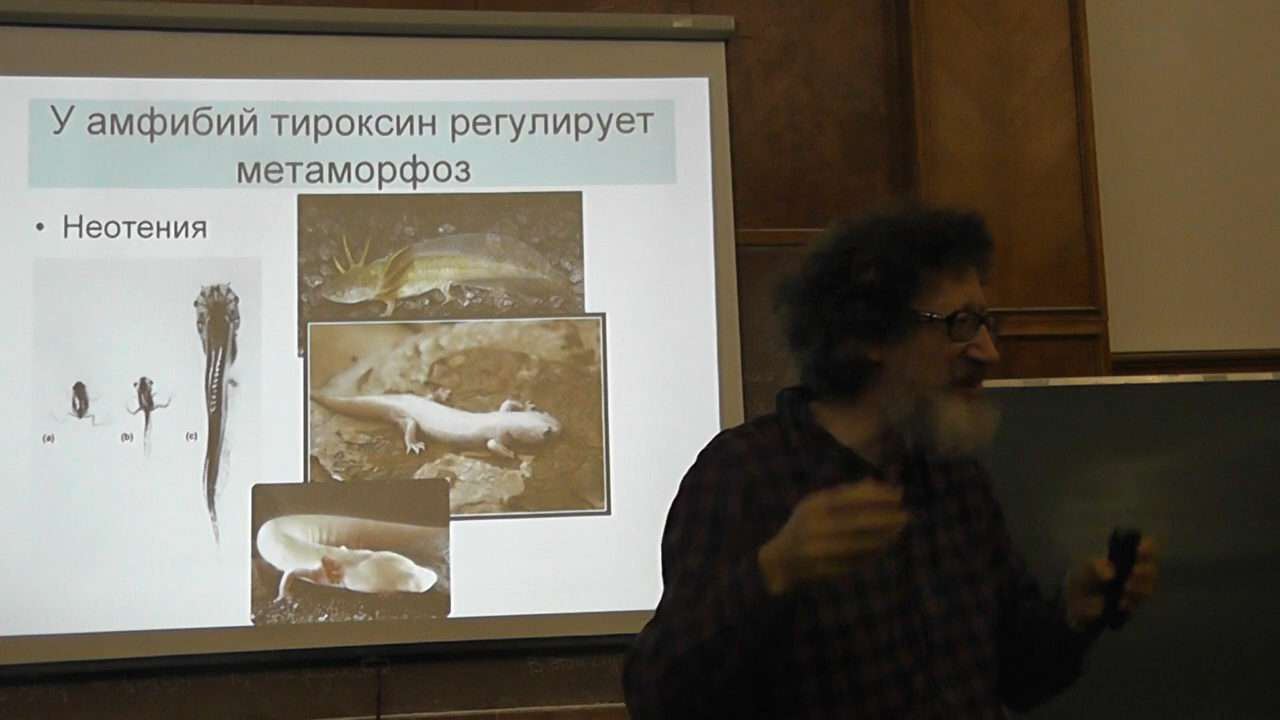 У амфибий тироксин регулирует
метаморфоз
• Неотения
(a) (b) (c)